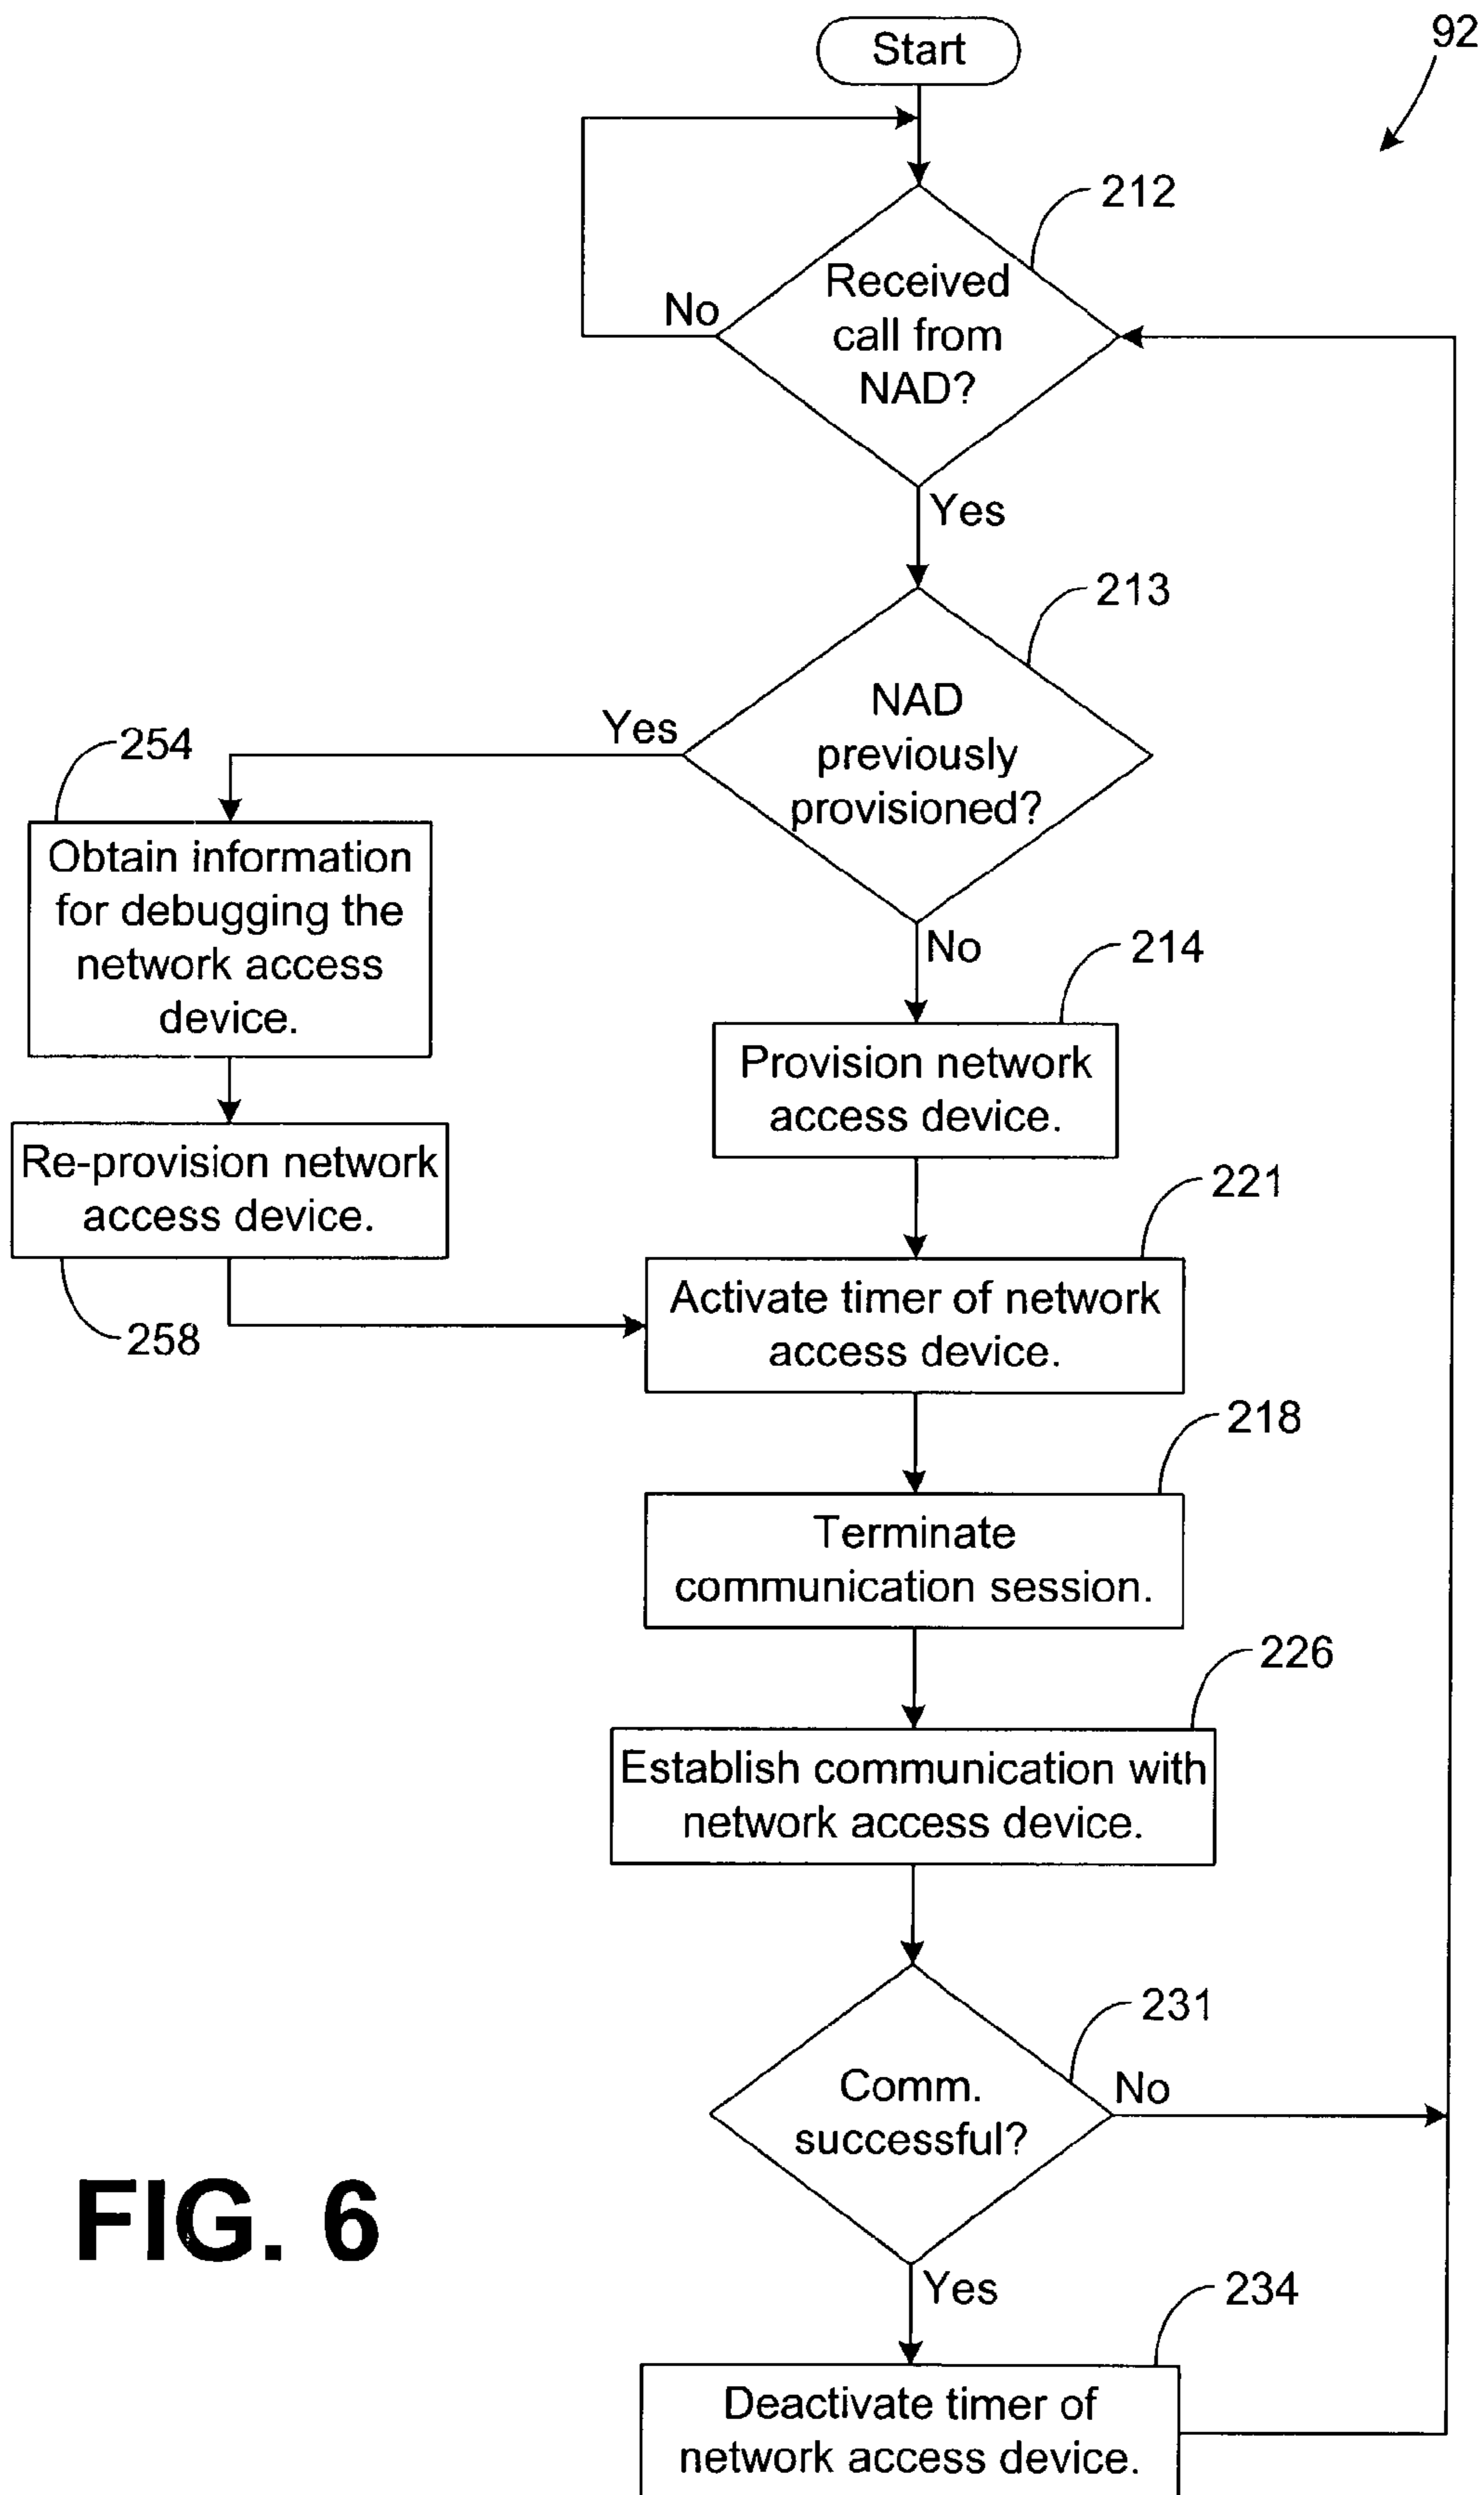 Start
92
212
Received
call from
NAD?
No
Yes
213
NAD
previously
provisioned?
Yes
254
Obtain information
for debugging the
network access
device.
No
214
Provision network
access device.
Re-provision network
access device.
258
221
Activate timer of network
access device.
218
Terminate
communication session.
226
Establish communication with
network access device.
231
Comm.
successful?
No
Yes
234
Deactivate timer of
network access device.
FIG. 6